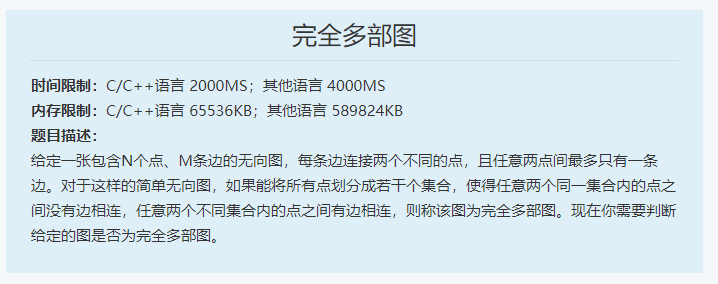 完全多部图
时间限制：C/C++语言 2000MS；其他语言 4000MS
内存限制：C/C++语言 65536KB；其他语言 589824KB
题目描述：
给定一张包含N个点、M条边的无向图，每条边连接两个不同的点，且任意两点间最多只有一条
边。对于这样的简单无向图，如果能将所有点划分成若干个集合，使得任意两个同一集合内的点之
间没有边相连，任意两个不同集合内的点之间有边相连，则称该图为完全多部图。现在你需要判断
给定的图是否为完全多部图。